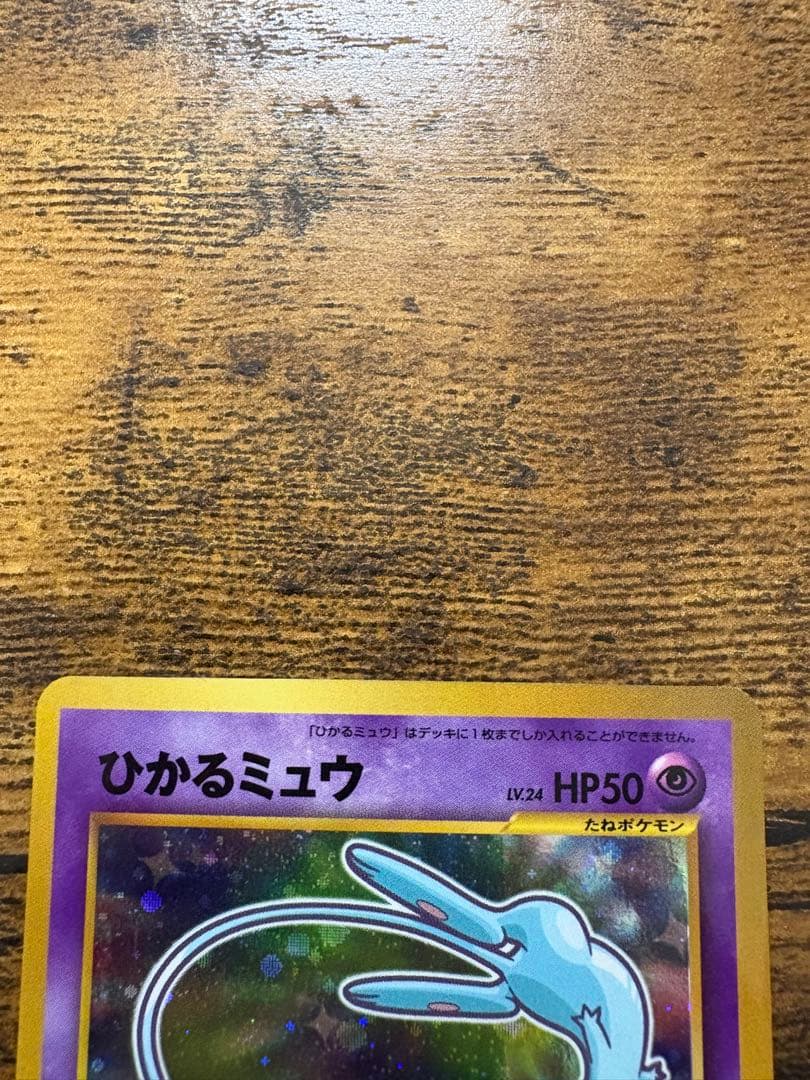 「ひかるミュウ」はデッキに1枚までしか入れることができません。
ひかるミュウ LV.24 HP50
たねポケモン